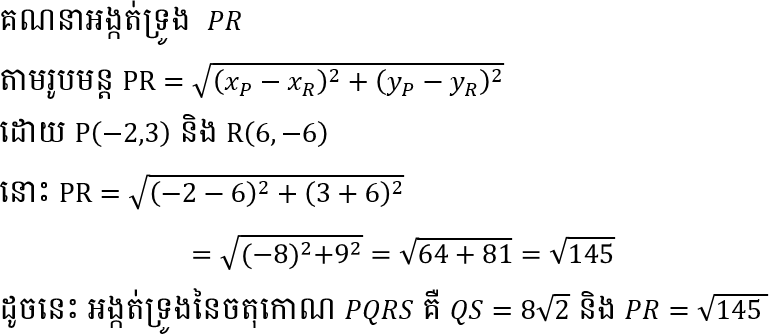 គណនាអង្កត់ទ្រូង PR
តាមរូបមន្ត PR = √((x_P − x_R)² + (y_P − y_R)²)
ដោយ P(−2,3) និង R(6, −6)
នោះ PR = √((−2 − 6)² + (3 + 6)²)
= √((−8)²+9²) = √(64 + 81) = √145
ដូចនេះ អង្កត់ទ្រូងនៃចតុកោណ PQRS គឺ QS = 8√2 និង PR = √145